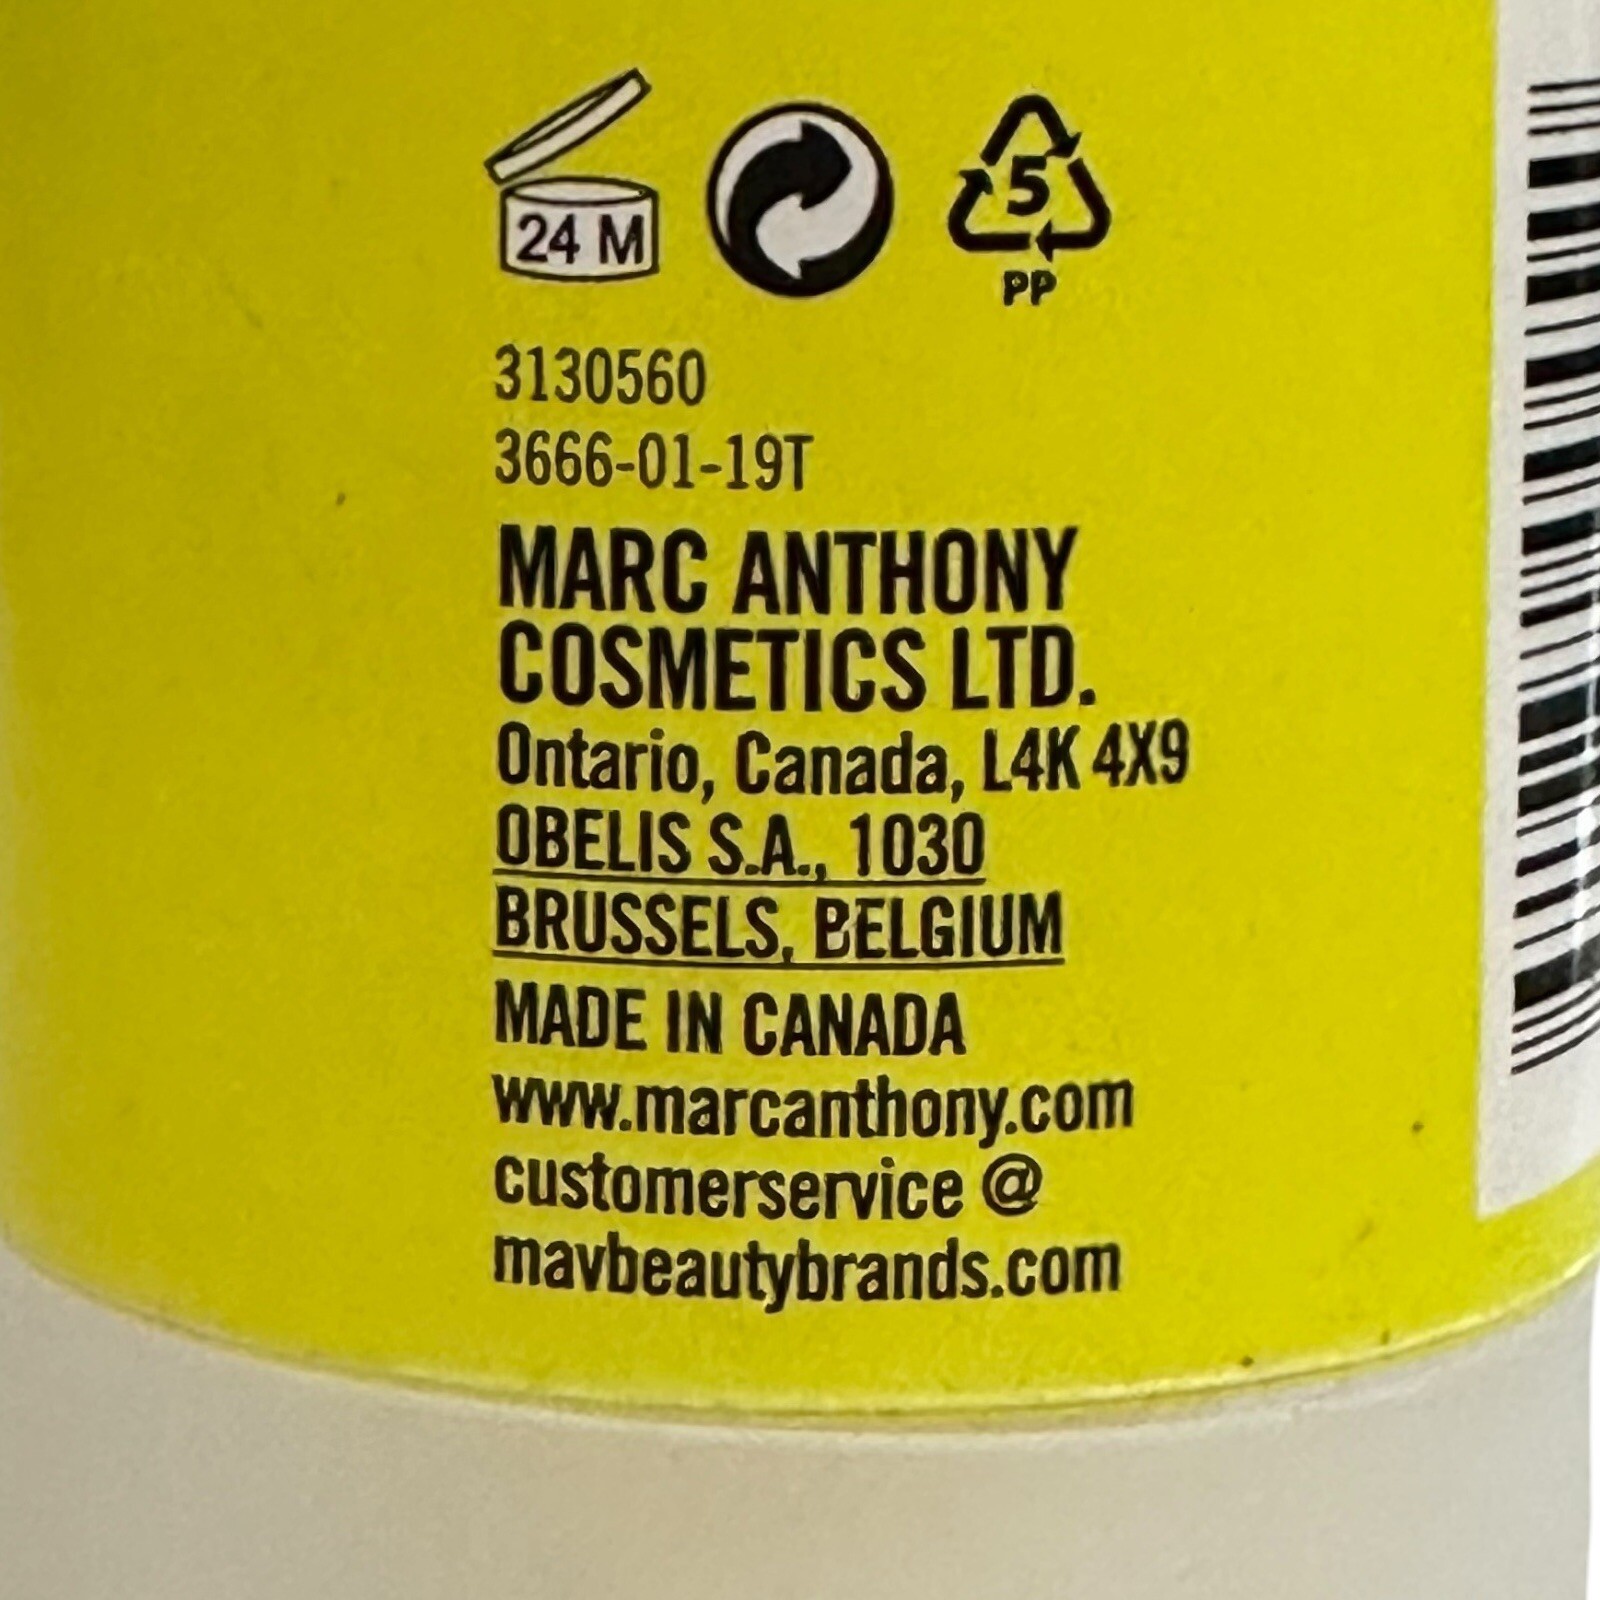 24 M
5
PP
3130560
3666-01-19T
MARC ANTHONY
COSMETICS LTD.
Ontario, Canada, L4K 4X9
OBELIS S.A., 1030
BRUSSELS, BELGIUM
MADE IN CANADA
www.marcanthony.com
customerservice @
mavbeautybrands.com